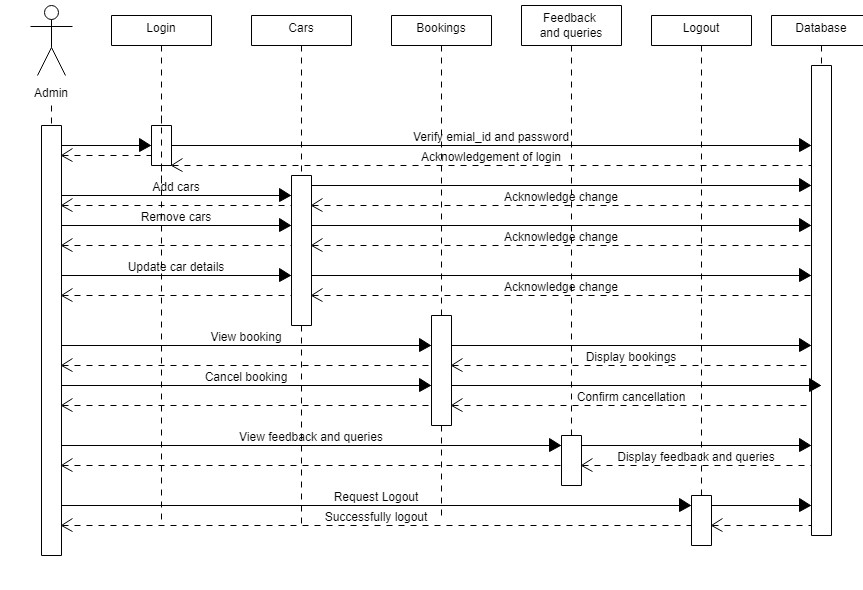 Login
Cars
Bookings
Feedback
and queries
Logout
Database
Admin
Verify emial_id and password
Acknowledgement of login
Add cars
Acknowledge change
Remove cars
Acknowledge change
Update car details
Acknowledge change
View booking
Display bookings
Cancel booking
Confirm cancellation
View feedback and queries
Display feedback and queries
Request Logout
Successfully logout